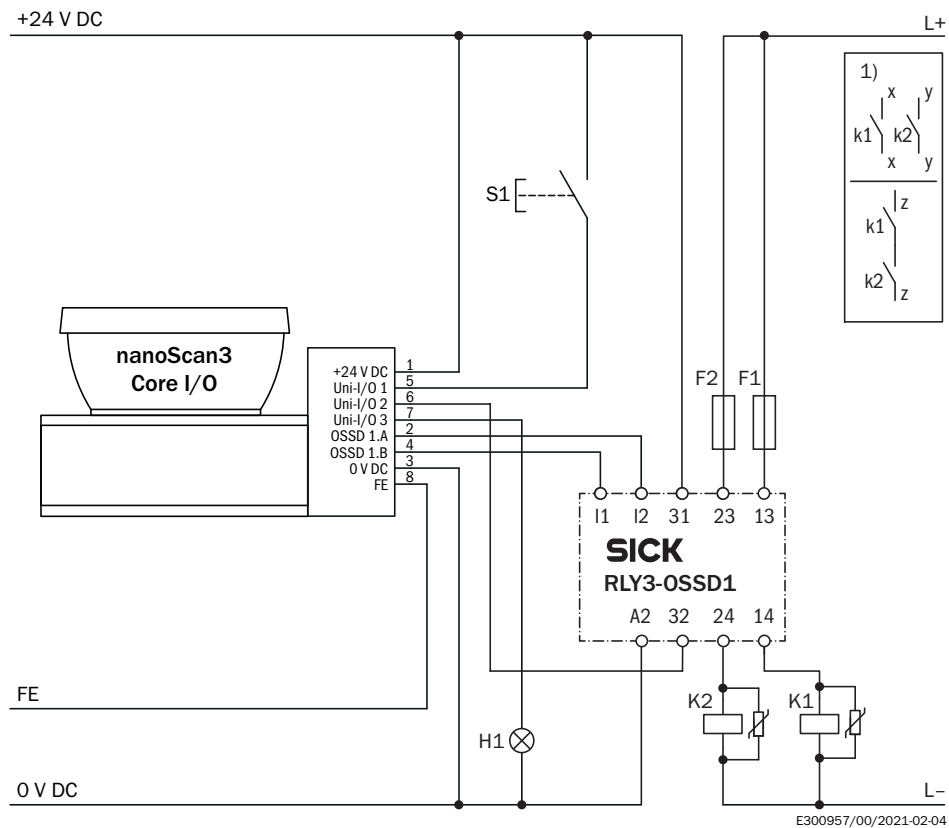 +24 V DC
L+
1)
x y
k1 k2
x y
z
k1
k2
z
S1
nanoScan3
Core I/O
+24 V DC 1
Uni-I/O 1 5
Uni-I/O 2 6
Uni-I/O 3 7
OSSD 1.A 2
OSSD 1.B 4
0 V DC 3
FE 8
F2 F1
I1 I2 31 23 13
SICK
RLY3-OSSD1
A2 32 24 14
FE
K2 K1
H1
0 V DC
L–
E300957/00/2021-02-04